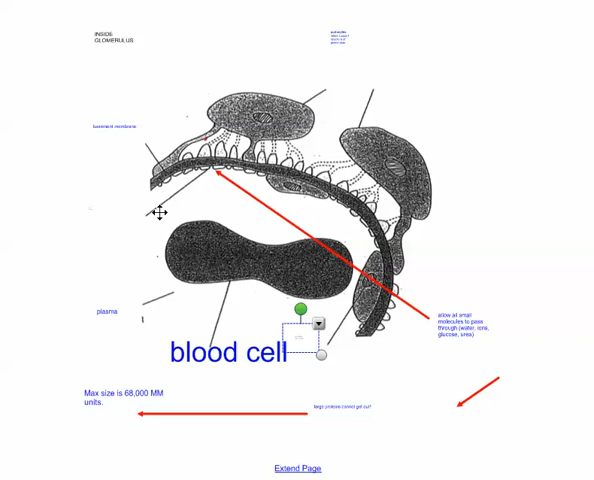 INSIDE
GLOMERULUS
basement membrane
plasma
allow all small
molecules to pass
through (water, ions,
glucose, urea)
blood cell
Max size is 68,000 MM
units.
large proteins cannot get out!
Extend Page